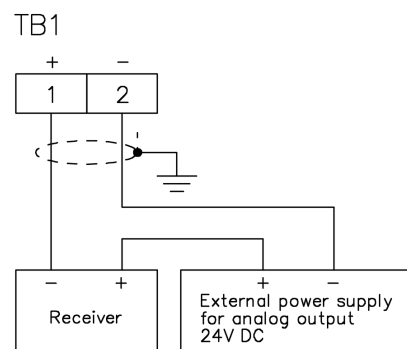 TB1
+ −
1 2
− + + −
Receiver
External power supply
for analog output
24V DC